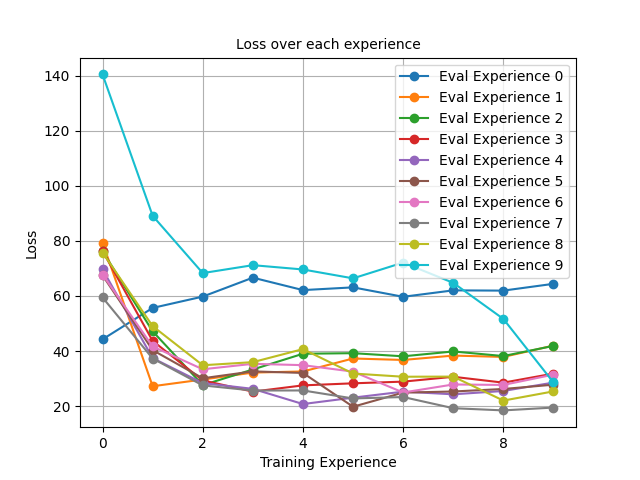 Loss over each experience
140
120
100
80
60
40
20
Loss
0 2 4 6 8
Training Experience
Eval Experience 0
Eval Experience 1
Eval Experience 2
Eval Experience 3
Eval Experience 4
Eval Experience 5
Eval Experience 6
Eval Experience 7
Eval Experience 8
Eval Experience 9